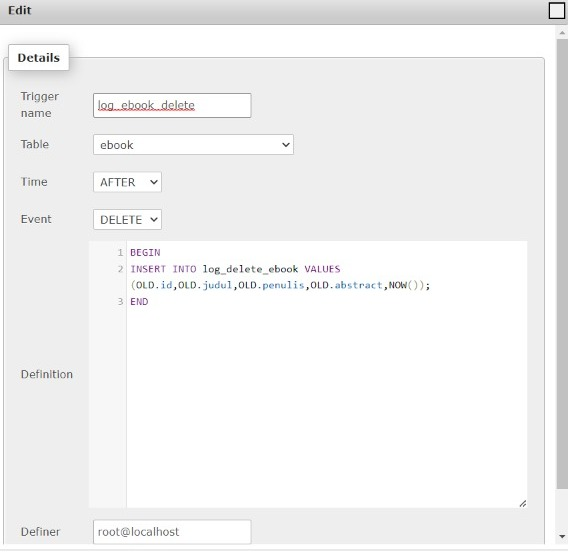 Edit
Details
Trigger
name
log_ebook_delete
Table
ebook
Time
AFTER
Event
DELETE
Definition
1 BEGIN
2 INSERT INTO log_delete_ebook VALUES
(OLD.id,OLD.judul,OLD.penulis,OLD.abstract,NOW());
3 END
Definer
root@localhost